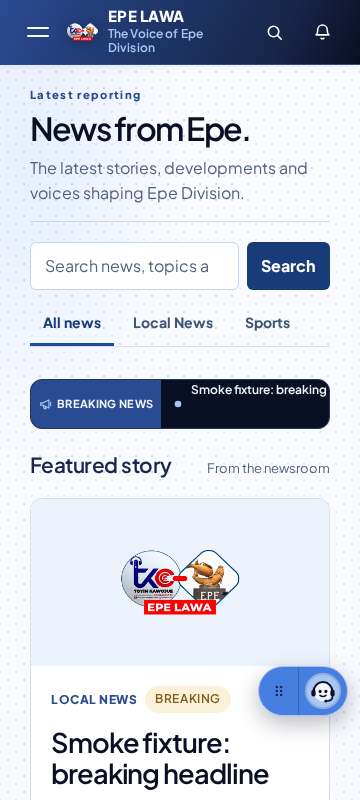 EPE LAWA
The Voice of Epe
Division
Latest reporting
News from Epe.
The latest stories, developments and
voices shaping Epe Division.
Search news, topics a
Search
All news
Local News
Sports
BREAKING NEWS
Smoke fixture: breaking
Featured story
From the newsroom
tKC
EPE
EPE LAWA
LOCAL NEWS
BREAKING
Smoke fixture:
breaking headline